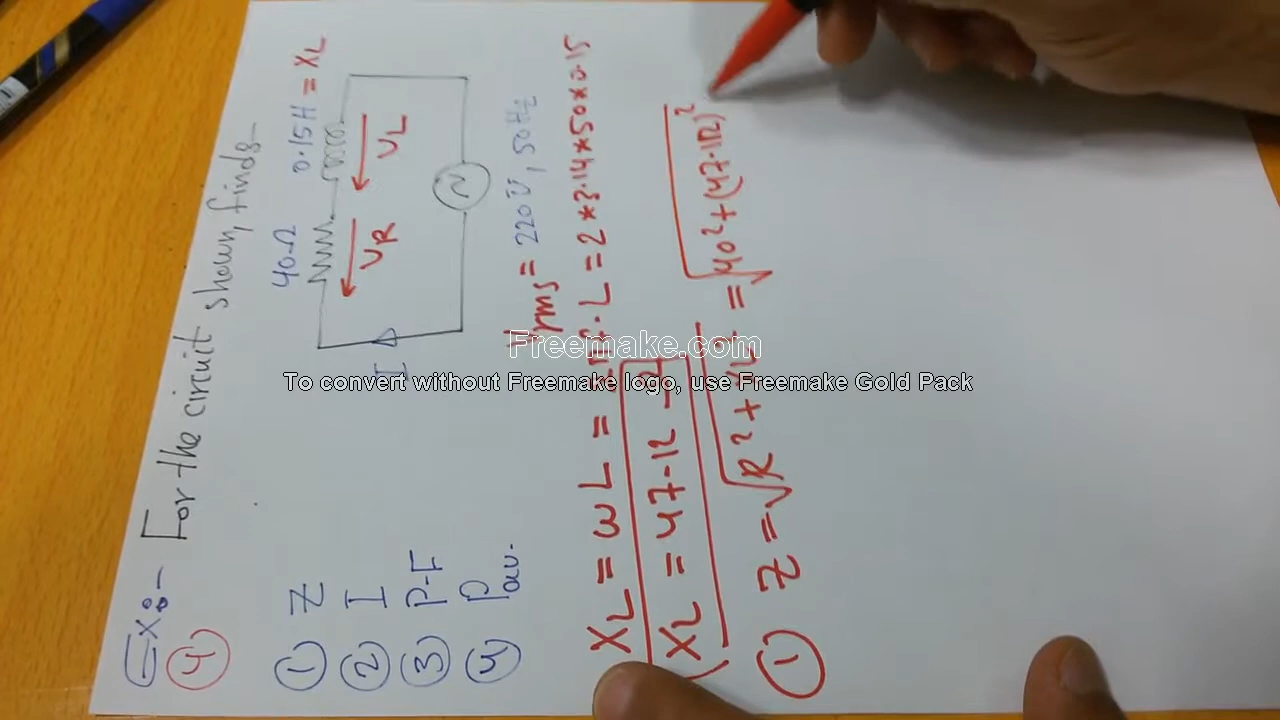 Ex:- For the circuit shown, find:-
4
40Ω 0.15H = XL
VR VL
I
~
① Z
② I
③ P.F
④ Pav.
Vrms = 220V, 50Hz
XL = ωL = L = 2*3.14*50*0.15
XL = 47.12 Ω
① Z = √R²+ = √40²+(47.12)²
Freemake.com
To convert without Freemake logo, use Freemake Gold Pack